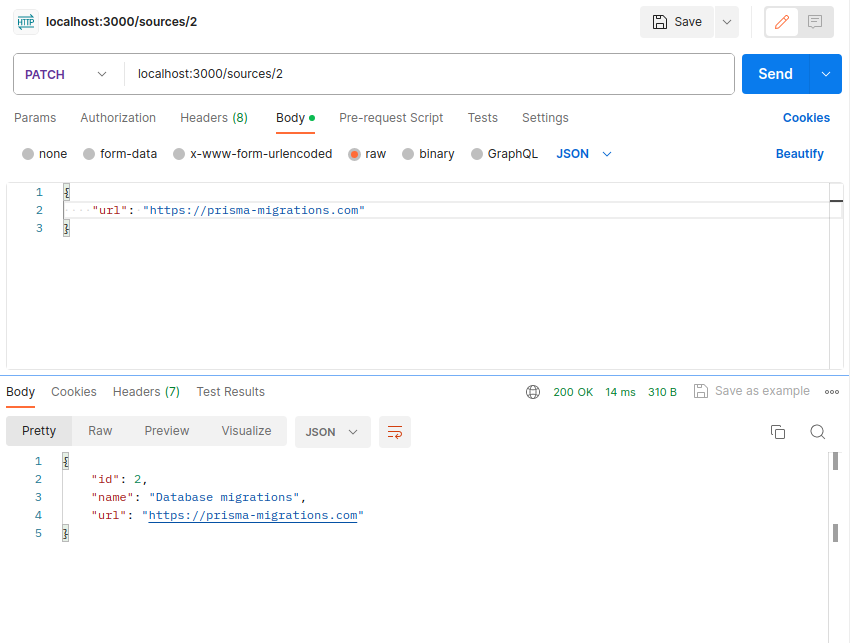 HTTP localhost:3000/sources/2 Save
PATCH localhost:3000/sources/2 Send
Params Authorization Headers (8) Body Pre-request Script Tests Settings Cookies
none form-data x-www-form-urlencoded raw binary GraphQL JSON Beautify
1 {
2 "url": "https://prisma-migrations.com"
3 }
Body Cookies Headers (7) Test Results 200 OK 14 ms 310 B Save as example
Pretty Raw Preview Visualize JSON
1 {
2 "id": 2,
3 "name": "Database migrations",
4 "url": "https://prisma-migrations.com"
5 }